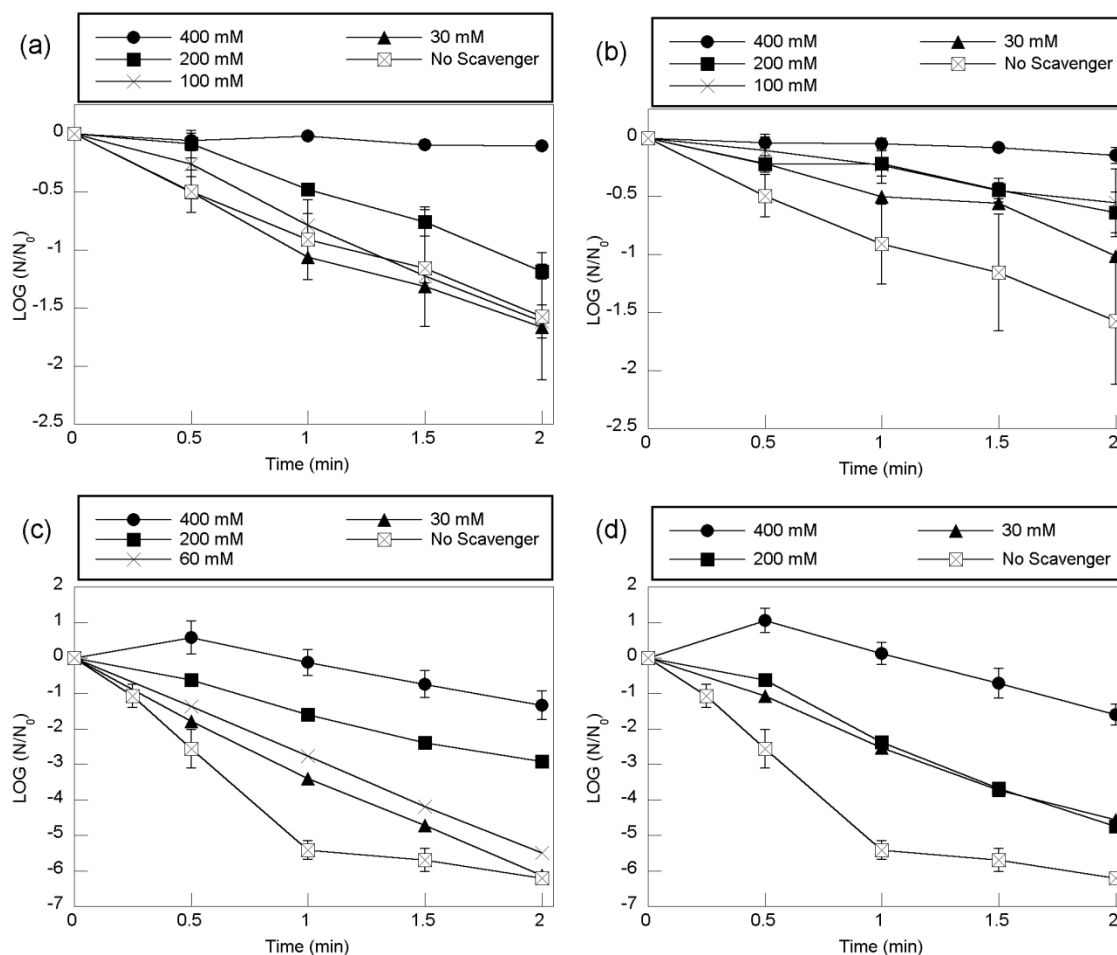 (a)
400 mM 30 mM
200 mM No Scavenger
100 mM
LOG (N/N0)
0
-0.5
-1
-1.5
-2
-2.5
0 0.5 1 1.5 2
Time (min)
(b)
400 mM 30 mM
200 mM No Scavenger
100 mM
LOG (N/N0)
0
-0.5
-1
-1.5
-2
-2.5
0 0.5 1 1.5 2
Time (min)
(c)
400 mM 30 mM
200 mM No Scavenger
60 mM
LOG (N/N0)
2
1
0
-1
-2
-3
-4
-5
-6
-7
0 0.5 1 1.5 2
Time (min)
(d)
400 mM 30 mM
200 mM No Scavenger
LOG (N/N0)
2
1
0
-1
-2
-3
-4
-5
-6
-7
0 0.5 1 1.5 2
Time (min)